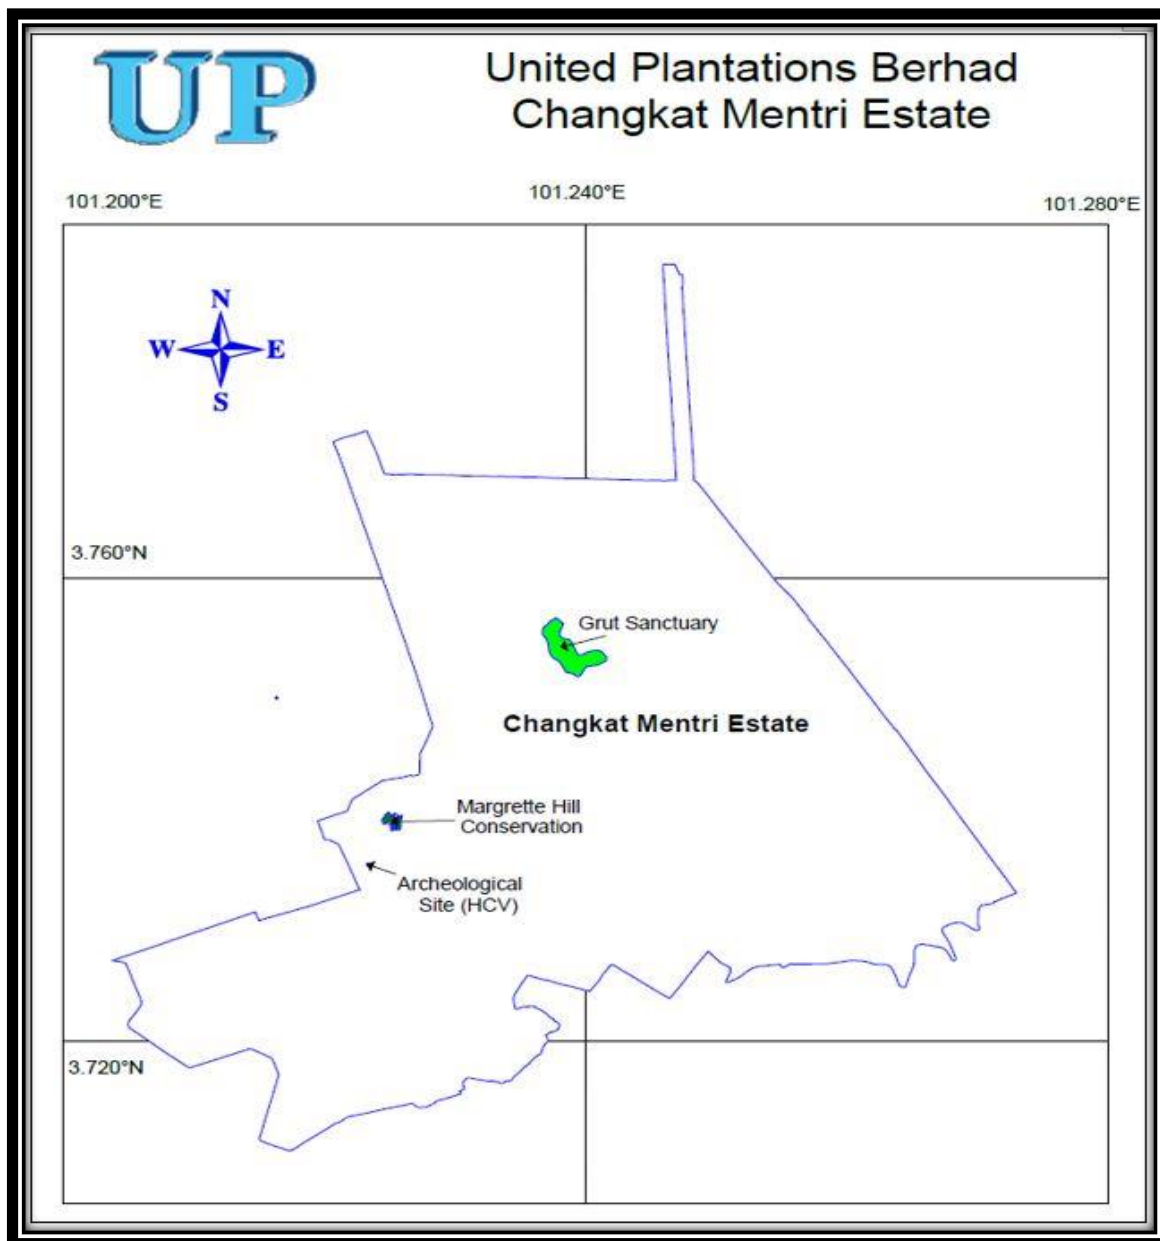 UP
United Plantations Berhad
Changkat Mentri Estate
101.200°E
101.240°E
101.280°E
N
W
E
S
3.760°N
Grut Sanctuary
Changkat Mentri Estate
Margrette Hill
Conservation
Archeological
Site (HCV)
3.720°N